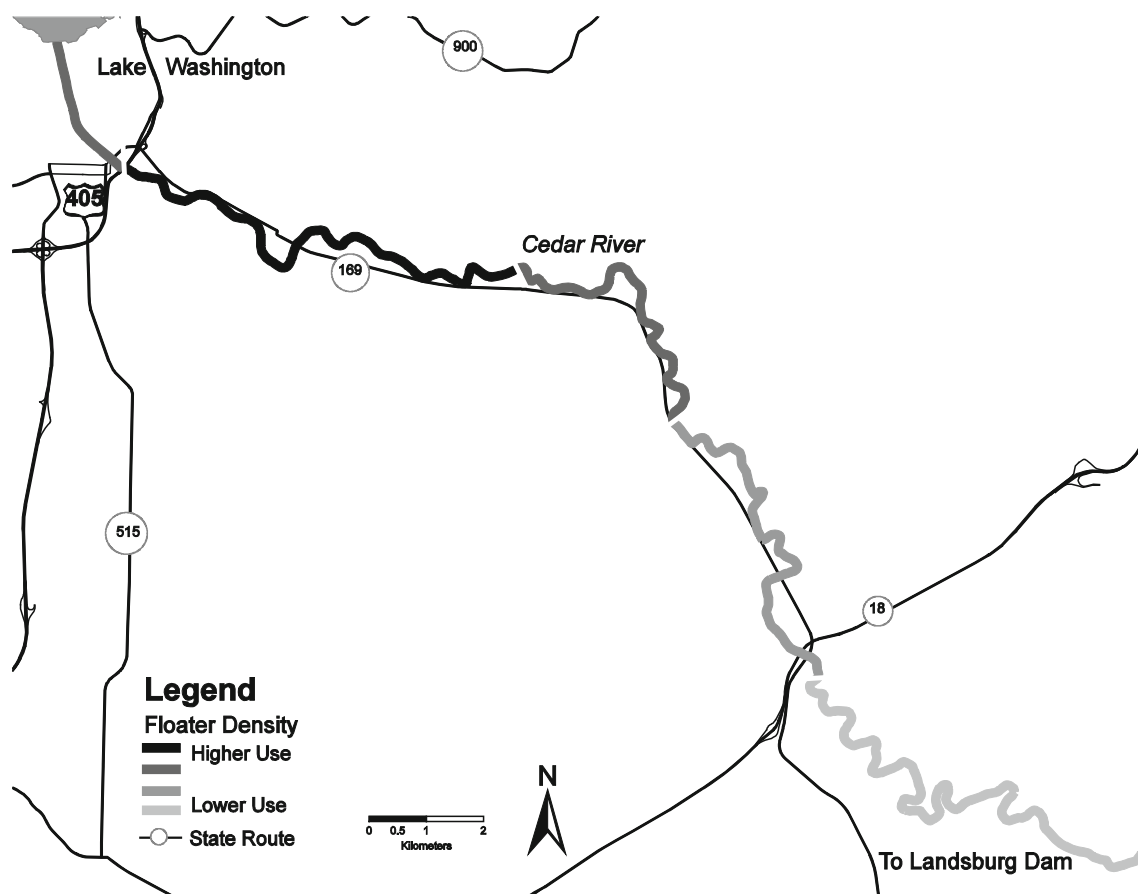 900
Lake Washington
405
Cedar River
169
515
18
Legend
Floater Density
Higher Use
Lower Use
State Route
N
0 0.5 1 2
Kilometers
To Landsburg Dam